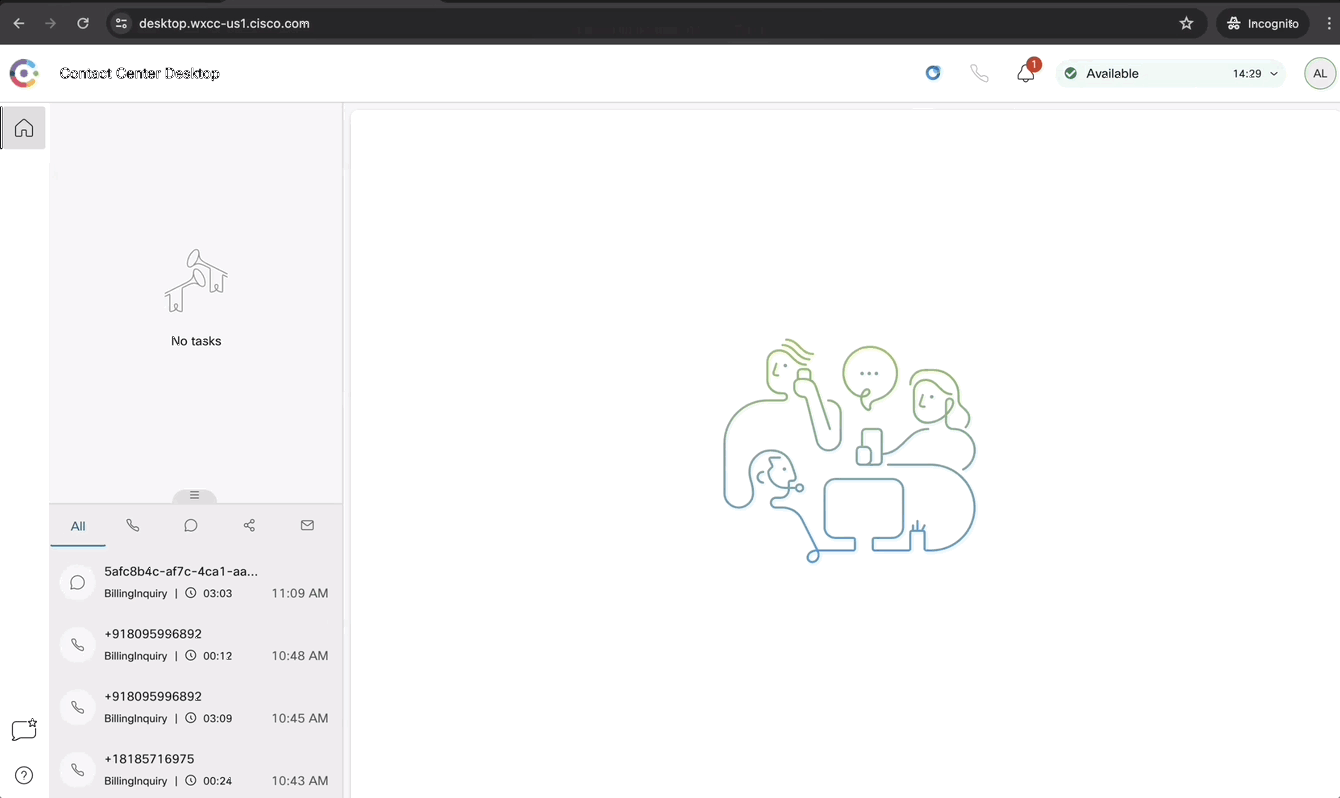 desktop.wxcc-us1.cisco.com
Incognito
Contact Center Desktop
1
Available
14:29
AL
No tasks
All
5afc8b4c-af7c-4ca1-aa...
BillingInquiry | 03:03 11:09 AM
+918095996892
BillingInquiry | 00:12 10:48 AM
+918095996892
BillingInquiry | 03:09 10:45 AM
+18185716975
BillingInquiry | 00:24 10:43 AM